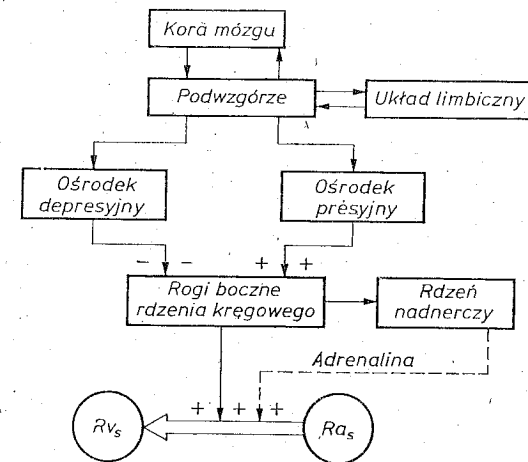 Kora mózgu
Podwzgórze
Układ limbiczny
Ośrodek
depresyjny
Ośrodek
presyjny
− −
+ +
Rogi boczne
rdzenia kręgowego
Rdzeń
nadnerczy
Adrenalina
+ + +
Rvs
Ras